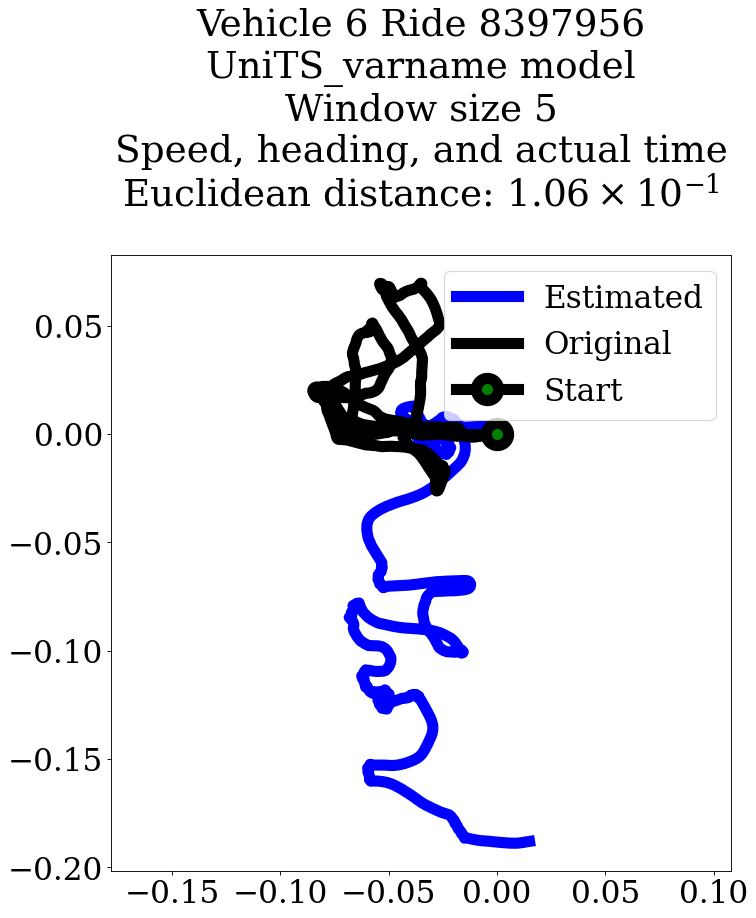 Vehicle 6 Ride 8397956
UniTS_varname model
Window size 5
Speed, heading, and actual time
Euclidean distance: 1.06 × 10⁻¹
Estimated
Original
Start
0.05
0.00
−0.05
−0.10
−0.15
−0.20
−0.15 −0.10 −0.05 0.00 0.05 0.10